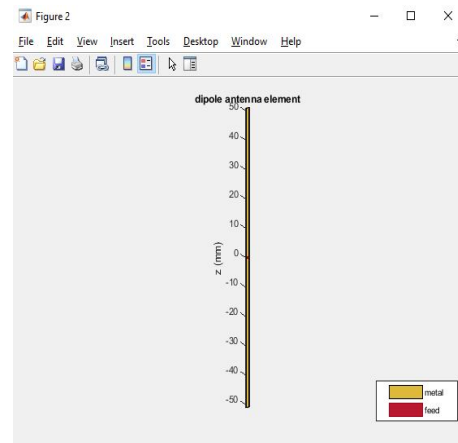 Figure 2
File Edit View Insert Tools Desktop Window Help
dipole antenna element
50
40
30
20
10
0
-10
-20
-30
-40
-50
z (mm)
metal
feed